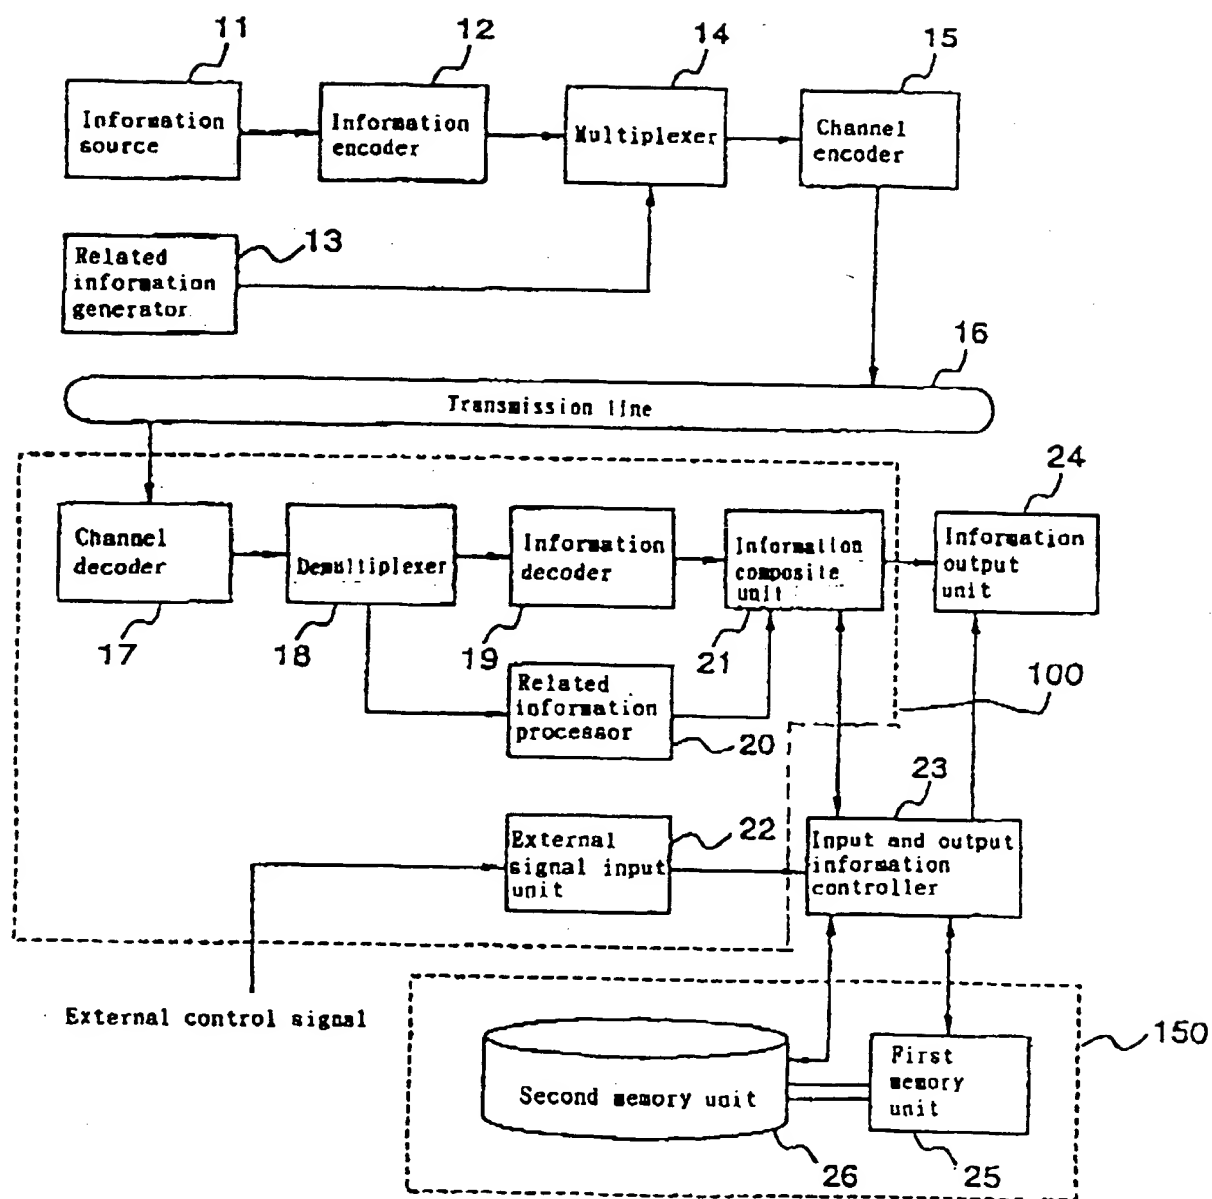 11
12
14
15
Information
source
Information
encoder
Multiplexer
Channel
encoder
13
Related
information
generator
16
Transmission line
24
Channel
decoder
Demultiplexer
Information
decoder
Information
composite
unit
Information
output
unit
17
18
19
21
100
Related
information
processor
20
23
22
External
signal input
unit
Input and output
information
controller
External control signal
150
Second memory unit
First
memory
unit
26
25